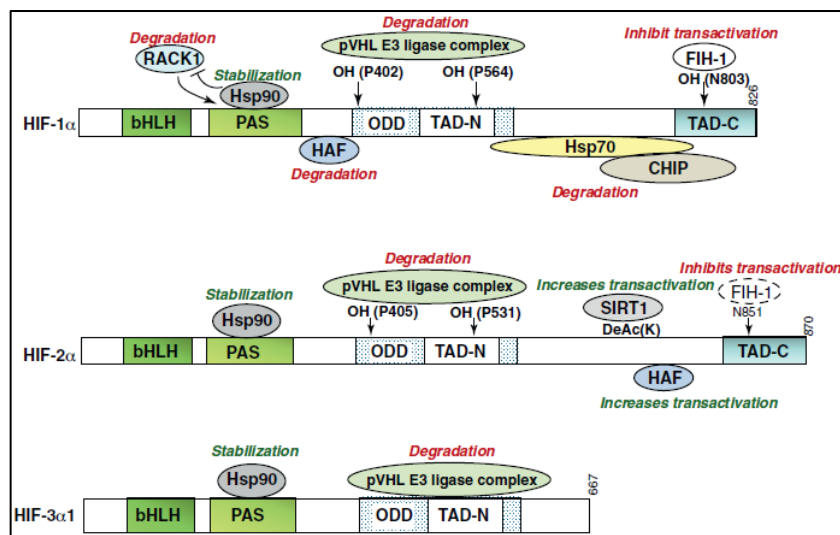 Degradation
Inhibit transactivation
Degradation
pVHL E3 ligase complex
FIH-1
RACK1
Stabilization
OH (P402)
OH (P564)
OH (N803)
Hsp90
826
HIF-1α
bHLH
PAS
ODD
TAD-N
TAD-C
HAF
Hsp70
Degradation
CHIP
Degradation
Degradation
Inhibits transactivation
Stabilization
pVHL E3 ligase complex
Increases transactivation
FIH-1
Hsp90
OH (P405)
OH (P531)
SIRT1
N851
DeAc(K)
870
HIF-2α
bHLH
PAS
ODD
TAD-N
TAD-C
HAF
Increases transactivation
Stabilization
Degradation
Hsp90
pVHL E3 ligase complex
667
HIF-3α1
bHLH
PAS
ODD
TAD-N